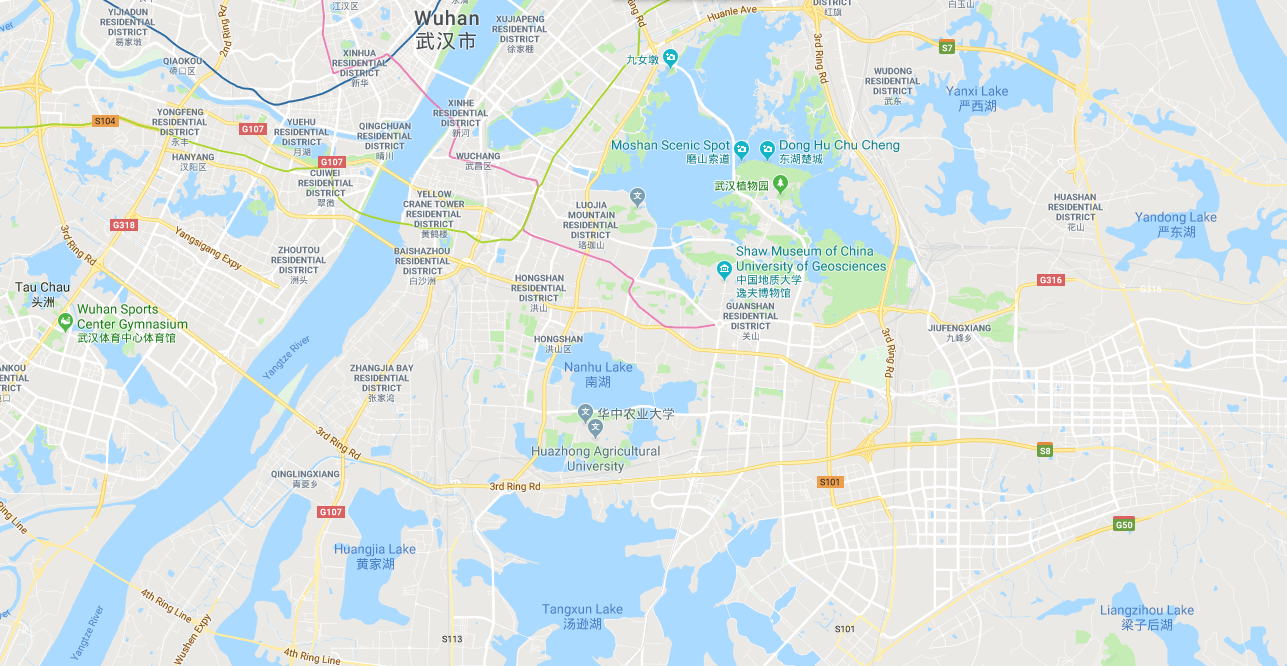 YIJIADUN
RESIDENTIAL
DISTRICT
易家墩
2nd Ring Rd
江汉区
Wuhan
武汉市
XUJIAPENG
RESIDENTIAL
DISTRICT
徐家棚
Huanle Ave
DISTRICT
红旗
白玉山
QIAOKOU
硚口区
XINHUA
RESIDENTIAL
DISTRICT
新华
九女墩
3rd Ring Rd
S7
WUDONG
RESIDENTIAL
DISTRICT
武东
Yanxi Lake
严西湖
YONGFENG
RESIDENTIAL
DISTRICT
永丰
S104
G107
YUEHU
RESIDENTIAL
DISTRICT
月湖
QINGCHUAN
RESIDENTIAL
DISTRICT
晴川
XINHE
RESIDENTIAL
DISTRICT
新河
HANYANG
汉阳区
G107
CUIWEI
RESIDENTIAL
DISTRICT
翠微
WUCHANG
武昌区
Moshan Scenic Spot
磨山索道
Dong Hu Chu Cheng
东湖楚城
武汉植物园
YELLOW
CRANE TOWER
RESIDENTIAL
DISTRICT
黄鹤楼
LUOJIA
MOUNTAIN
RESIDENTIAL
DISTRICT
珞珈山
HUASHAN
RESIDENTIAL
DISTRICT
花山
Yandong Lake
严东湖
G318
3rd Ring Rd
Yangsigang Expy
ZHOUTOU
RESIDENTIAL
DISTRICT
洲头
BAISHAZHOU
RESIDENTIAL
DISTRICT
白沙洲
Shaw Museum of China
University of Geosciences
中国地质大学
逸夫博物馆
HONGSHAN
RESIDENTIAL
DISTRICT
洪山
G316
G316
Tau Chau
头洲
Wuhan Sports
Center Gymnasium
武汉体育中心体育馆
GUANSHAN
RESIDENTIAL
DISTRICT
关山
JIUFENGXIANG
九峰乡
3rd Ring Rd
HONGSHAN
洪山区
Yangtze River
Nanhu Lake
南湖
ZHANGJIA BAY
RESIDENTIAL
DISTRICT
张家湾
华中农业大学
Huazhong Agricultural
University
3rd Ring Rd
S8
QINGLINGXIANG
青菱乡
3rd Ring Rd
S101
G107
G50
Huangjia Lake
黄家湖
4th Ring Line
Tangxun Lake
汤逊湖
Liangzihou Lake
梁子后湖
Yangtze River
Wushen Expy
S113
S101
4th Ring Line